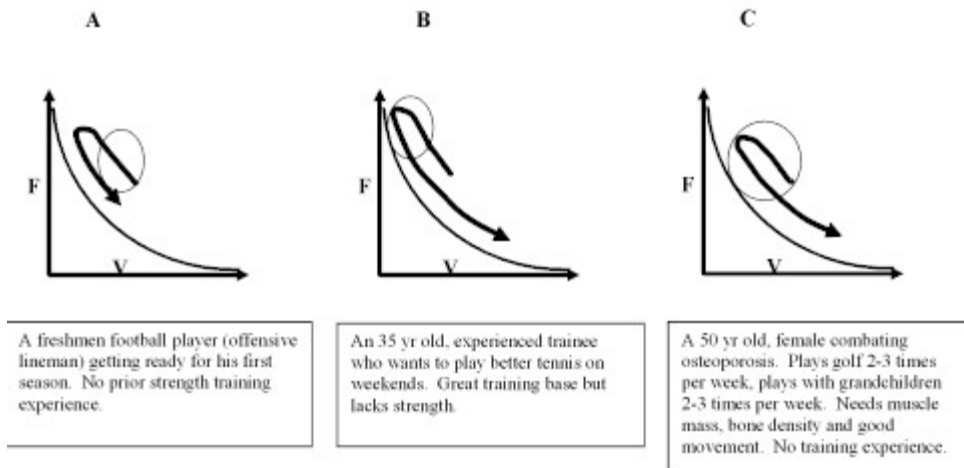 A
B
C
F
V
F
V
F
V
A freshmen football player (offensive
lineman) getting ready for his first
season. No prior strength training
experience.
An 35 yr old, experienced trainee
who wants to play better tennis on
weekends. Great training base but
lacks strength.
A 50 yr old, female combating
osteoporosis. Plays golf 2-3 times
per week, plays with grandchildren
2-3 times per week. Needs muscle
mass, bone density and good
movement. No training experience.